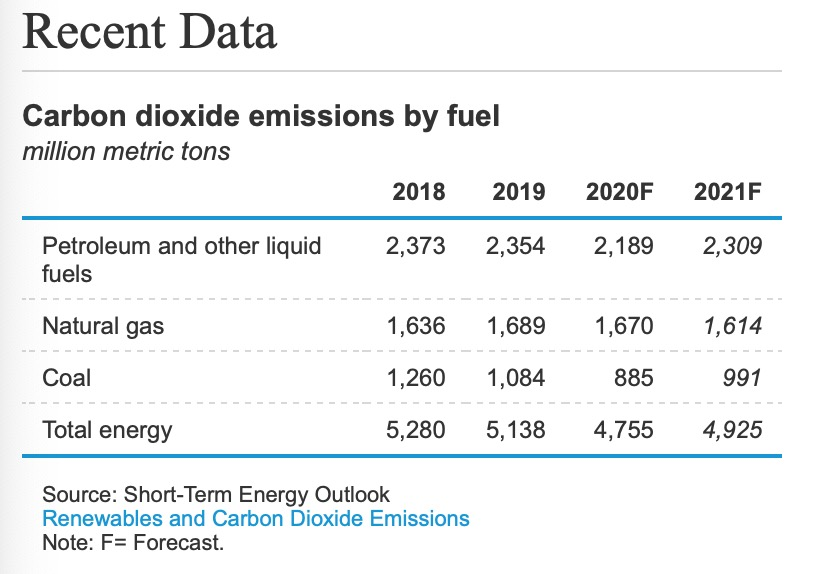 Recent Data
Carbon dioxide emissions by fuel
million metric tons
2018 2019 2020F 2021F
Petroleum and other liquid 2,373 2,354 2,189 2,309
fuels
Natural gas 1,636 1,689 1,670 1,614
Coal 1,260 1,084 885 991
Total energy 5,280 5,138 4,755 4,925
Source: Short-Term Energy Outlook
Renewables and Carbon Dioxide Emissions
Note: F= Forecast.